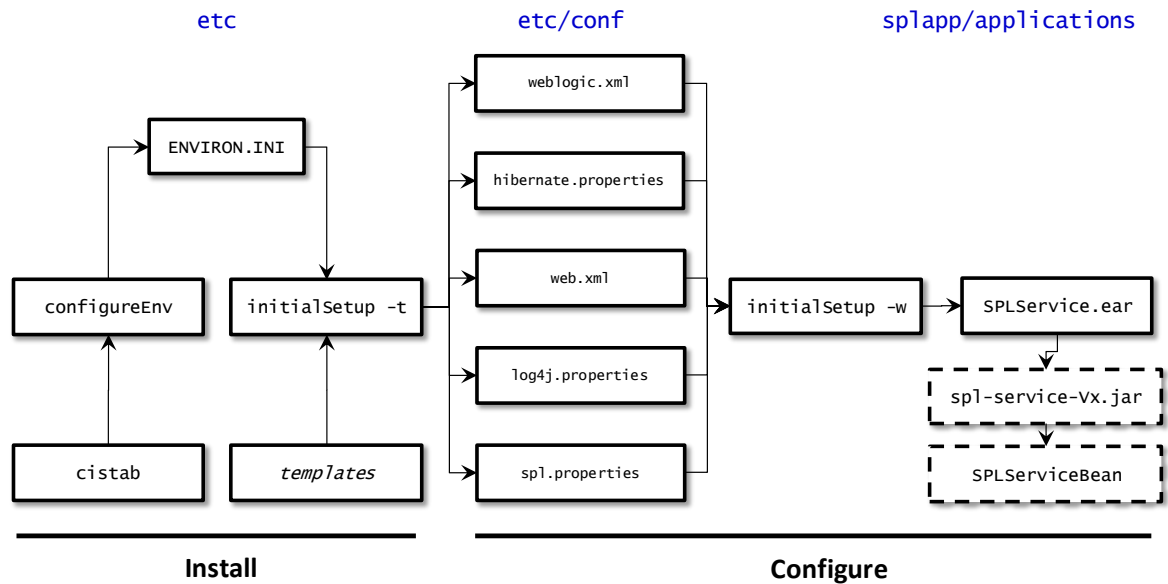 etc
etc/conf
splapp/applications
weblogic.xml
ENVIRON.INI
hibernate.properties
configureEnv
initialSetup -t
web.xml
initialSetup -w
SPLService.ear
log4j.properties
spl-service-Vx.jar
cistab
templates
spl.properties
SPLServiceBean
Install
Configure